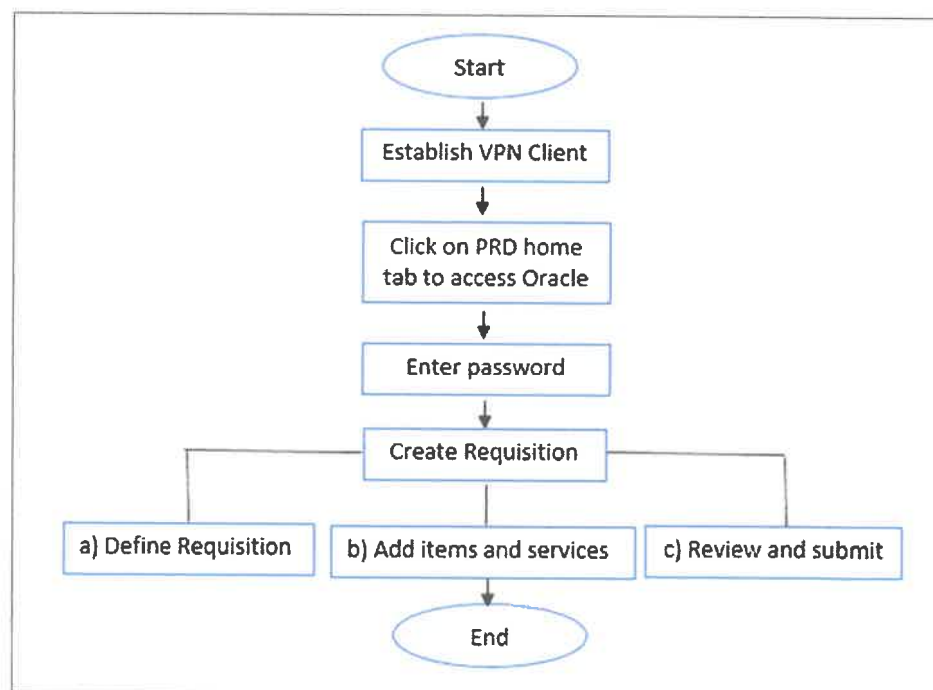 Start
Establish VPN Client
Click on PRD home
tab to access Oracle
Enter password
Create Requisition
a) Define Requisition
b) Add items and services
c) Review and submit
End